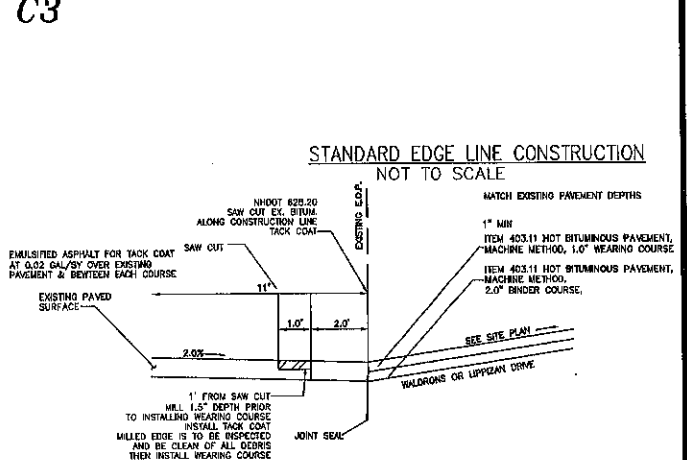 C3
STANDARD EDGE LINE CONSTRUCTION
NOT TO SCALE
NHDOT 628.20
SAW CUT EX. BITUM.
ALONG CONSTRUCTION LINE
TACK COAT
EXISTING E.O.P.
MATCH EXISTING PAVEMENT DEPTHS
1" MIN
ITEM 403.11 HOT BITUMINOUS PAVEMENT,
MACHINE METHOD, 1.0" WEARING COURSE
ITEM 403.11 HOT BITUMINOUS PAVEMENT,
MACHINE METHOD,
2.0" BINDER COURSE,
SAW CUT
EMULSIFIED ASPHALT FOR TACK COAT
AT 0.02 GAL/SY OVER EXISTING
PAVEMENT & BEWTEEN EACH COURSE
11'
EXISTING PAVED
SURFACE
1.0'
2.0'
2.0%
SEE SITE PLAN
WALDRONS OR LIPPIZAN DRIVE
1' FROM SAW CUT
MILL 1.5" DEPTH PRIOR
TO INSTALLING WEARING COURSE
INSTALL TACK COAT
MILLED EDGE IS TO BE INSPECTED
AND BE CLEAN OF ALL DEBRIS
THEN INSTALL WEARING COURSE
JOINT SEAL